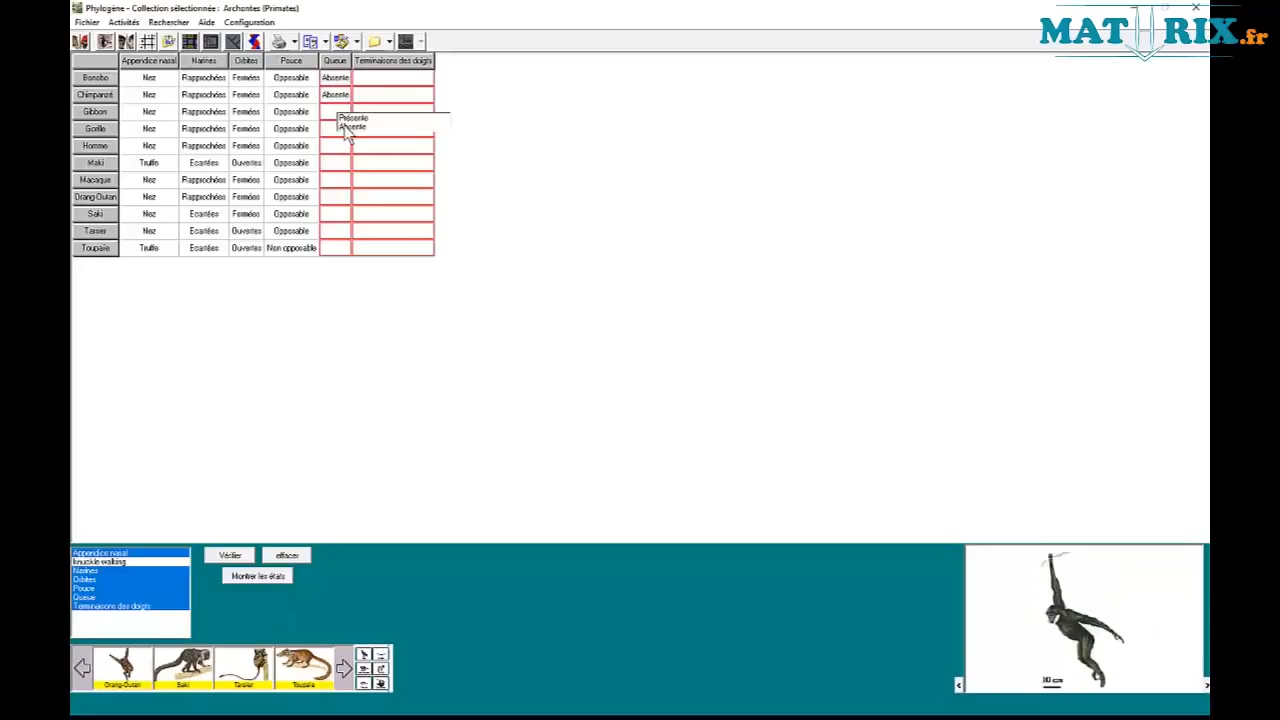 Phylogène - Collection sélectionnée : Archontes (Primates)
MATHRIX.fr
Fichier Activités Rechercher Aide Configuration
Appendice nasal Narines Orbites Pouce Queue Terminaisons des doigts
Bonobo Nez Rapprochées Fermées Opposable Absente
Chimpanzé Nez Rapprochées Fermées Opposable Absente
Gibbon Nez Rapprochées Fermées Opposable
Présente
Absente
Gorille Nez Rapprochées Fermées Opposable
Homme Nez Rapprochées Fermées Opposable
Maki Truffe Ecartées Ouvertes Opposable
Macaque Nez Rapprochées Fermées Opposable
Orang-Outan Nez Rapprochées Fermées Opposable
Saki Nez Ecartées Fermées Opposable
Tarsier Nez Ecartées Ouvertes Opposable
Toupaïe Truffe Ecartées Ouvertes Non opposable
Appendice nasal
Knuckle walking
Narines
Orbites
Pouce
Queue
Terminaisons des doigts
Vérifier effacer
Montrer les états
Orang-Outan Saki Tarsier Toupaïe
10 cm